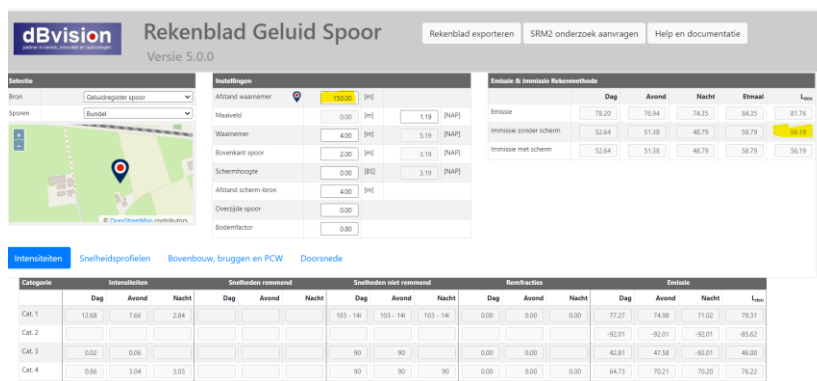 dBvision
Rekenblad Geluid Spoor
Versie 5.0.0
Rekenblad exporteren
SRM2 onderzoek aanvragen
Help en documentatie
Selectie
Bron Geluidregister spoor
Sporen Bundel
© OpenStreetMap contributors
Instellingen
Afstand waarnemer 150.00 [m]
Maaiveld 0.00 [m] 1.19 [NAP]
Waarnemer 4.00 [m] 5.19 [NAP]
Bovenkant spoor 2.00 [m] 3.19 [NAP]
Schermhoogte 0.00 [BS] 3.19 [NAP]
Afstand scherm-bron 4.00 [m]
Overzijde spoor 0.00
Bodemfactor 0.80
Emissie & immissie Rekenmethode
Dag Avond Nacht Etmaal Lden
Emissie 78.20 76.94 74.35 84.35 81.76
Immissie zonder scherm 52.64 51.38 48.79 58.79 56.19
Immissie met scherm 52.64 51.38 48.79 58.79 56.19
Intensiteiten Snelheidsprofielen Bovenbouw, bruggen en PCW Doorsnede
Categorie Intensiteiten Snelheden remmend Snelheden niet remmend Remfracties Emissie
Dag Avond Nacht Dag Avond Nacht Dag Avond Nacht Dag Avond Nacht Dag Avond Nacht Lden
Cat. 1 12.68 7.66 2.84 103 - 14 103 - 14 103 - 14 0.00 0.00 0.00 77.27 74.98 71.02 79.31
Cat. 2 -92.01 -92.01 -92.01 -85.62
Cat. 3 0.02 0.06 90 90 0.00 0.00 42.81 47.58 -92.01 46.00
Cat. 4 0.86 3.04 3.03 90 90 90 0.00 0.00 0.00 64.73 70.21 70.20 76.22